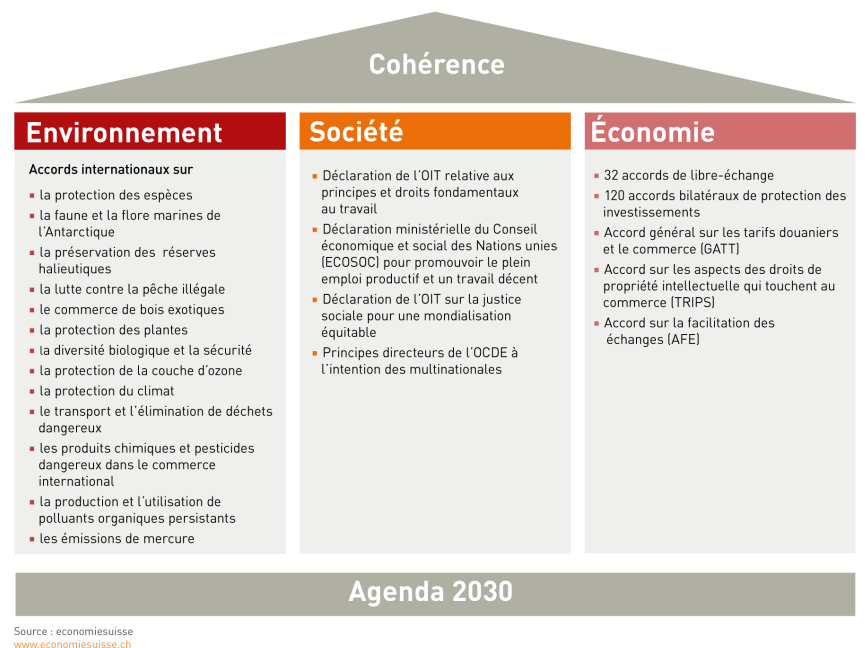 Cohérence
Environnement
Accords internationaux sur
▪ la protection des espèces
▪ la faune et la flore marines de
l’Antarctique
▪ la préservation des réserves
halieutiques
▪ la lutte contre la pêche illégale
▪ le commerce de bois exotiques
▪ la protection des plantes
▪ la diversité biologique et la sécurité
▪ la protection de la couche d’ozone
▪ la protection du climat
▪ le transport et l’élimination de déchets
dangereux
▪ les produits chimiques et pesticides
dangereux dans le commerce
international
▪ la production et l’utilisation de
polluants organiques persistants
▪ les émissions de mercure
Société
▪ Déclaration de l’OIT relative aux
principes et droits fondamentaux
au travail
▪ Déclaration ministérielle du Conseil
économique et social des Nations unies
(ECOSOC) pour promouvoir le plein
emploi productif et un travail décent
▪ Déclaration de l’OIT sur la justice
sociale pour une mondialisation
équitable
▪ Principes directeurs de l’OCDE à
l’intention des multinationales
Économie
▪ 32 accords de libre-échange
▪ 120 accords bilatéraux de protection des
investissements
▪ Accord général sur les tarifs douaniers
et le commerce (GATT)
▪ Accord sur les aspects des droits de
propriété intellectuelle qui touchent au
commerce (TRIPS)
▪ Accord sur la facilitation des
échanges (AFE)
Agenda 2030
Source : economiesuisse
www.economiesuisse.ch